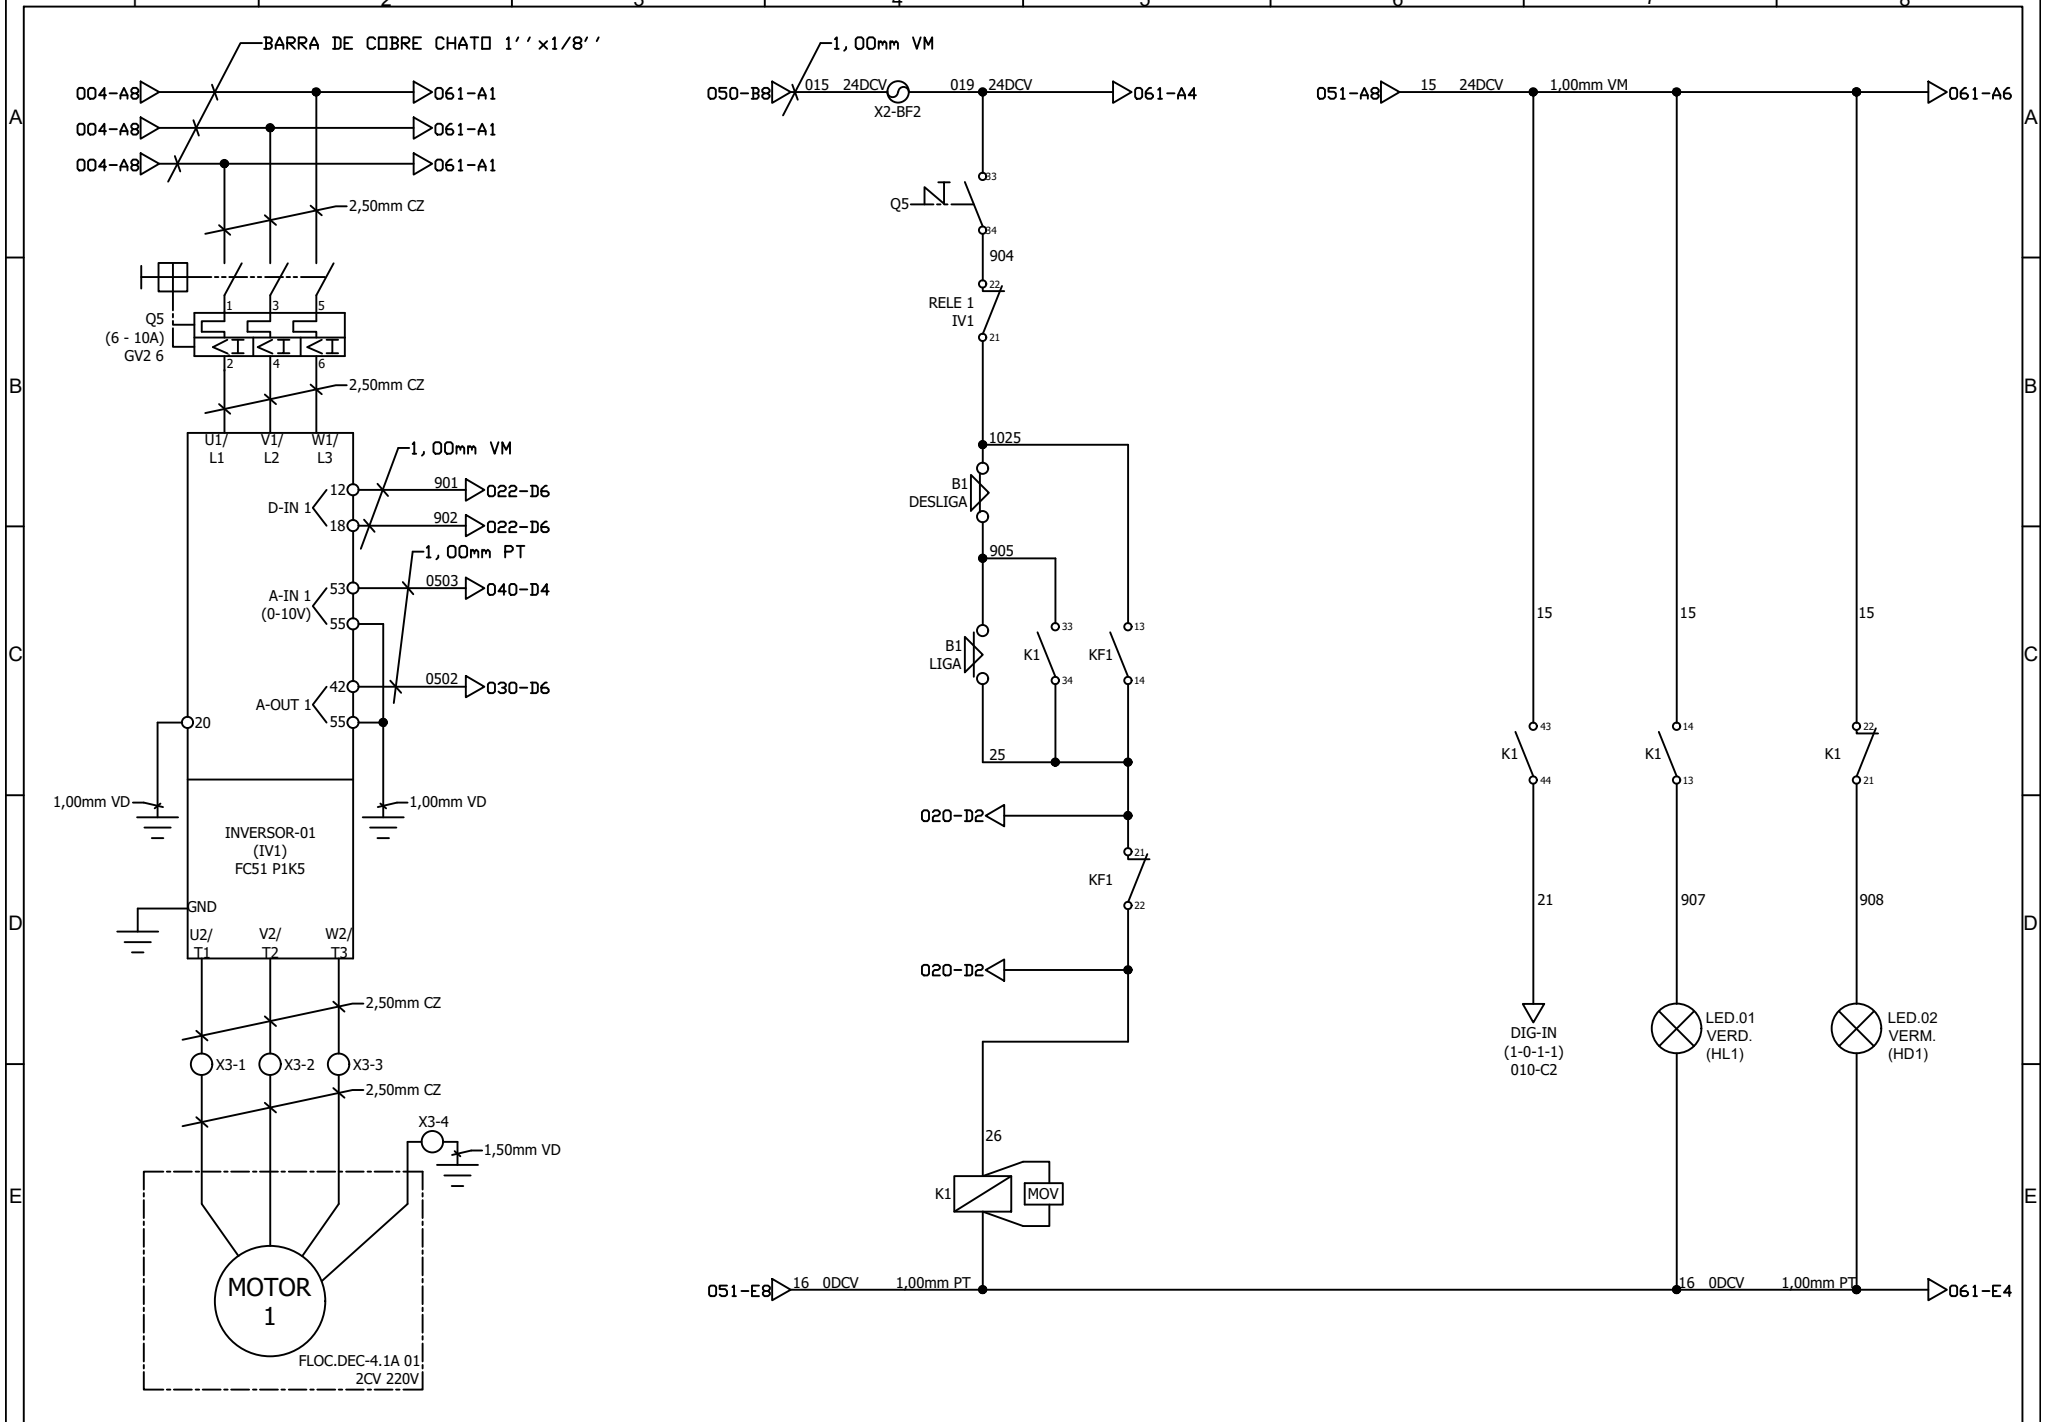 2 3 4 5 6 7 8
BARRA DE COBRE CHATO 1''x1/8''
004-A8 061-A1
004-A8 061-A1
004-A8 061-A1
2,50mm CZ
Q5
(6 - 10A)
GV2 6
1 3 5
2 4 6
2,50mm CZ
U1/ V1/ W1/
L1 L2 L3
1,00mm VM
D-IN 1
12 901 022-D6
18 902 022-D6
1,00mm PT
A-IN 1
(0-10V)
53 0503 040-D4
55
A-OUT 1
42 0502 030-D6
55
20
1,00mm VD
1,00mm VD
INVERSOR-01
(IV1)
FC51 P1K5
GND
U2/ V2/ W2/
T1 T2 T3
2,50mm CZ
X3-1 X3-2 X3-3
2,50mm CZ
X3-4
1,50mm VD
MOTOR
1
FLOC.DEC-4.1A 01
2CV 220V
1,00mm VM
050-B8 015 24DCV 019 24DCV 061-A4
X2-BF2
33
Q5
34
904
22
RELE 1
IV1
21
1025
B1
DESLIGA
905
B1
LIGA
33
K1
34
13
KF1
14
25
020-D2
21
KF1
22
020-D2
26
K1
MOV
051-E8 16 0DCV 1,00mm PT
051-A8 15 24DCV 1,00mm VM 061-A6
15 15 15
43
K1
44
14
K1
13
22
K1
21
21 907 908
DIG-IN
(1-0-1-1)
010-C2
LED.01
VERD.
(HL1)
LED.02
VERM.
(HD1)
16 0DCV 1,00mm PT 061-E4
A
B
C
D
E
A
B
C
D
E